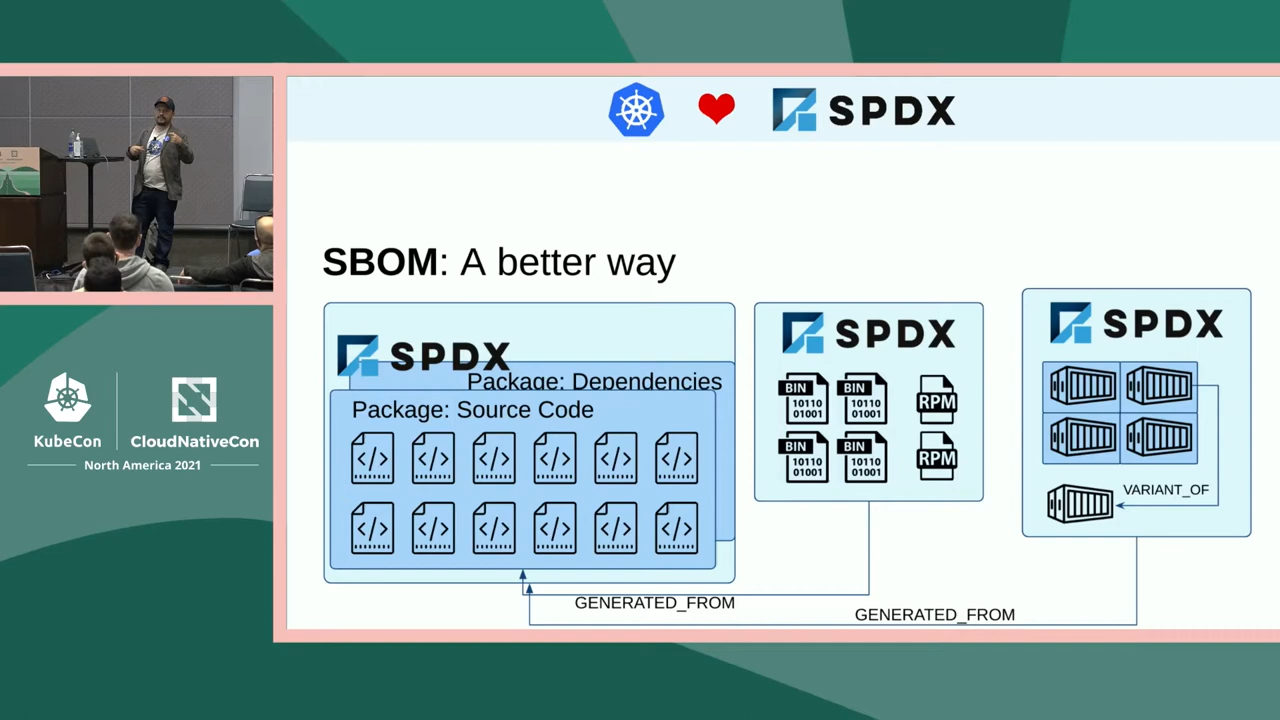 SPDX
SBOM: A better way
SPDX
Package: Dependencies
Package: Source Code
SPDX
BIN
10110
01001
BIN
10110
01001
RPM
BIN
10110
01001
BIN
10110
01001
RPM
SPDX
VARIANT_OF
GENERATED_FROM
GENERATED_FROM
KubeCon
CloudNativeCon
North America 2021